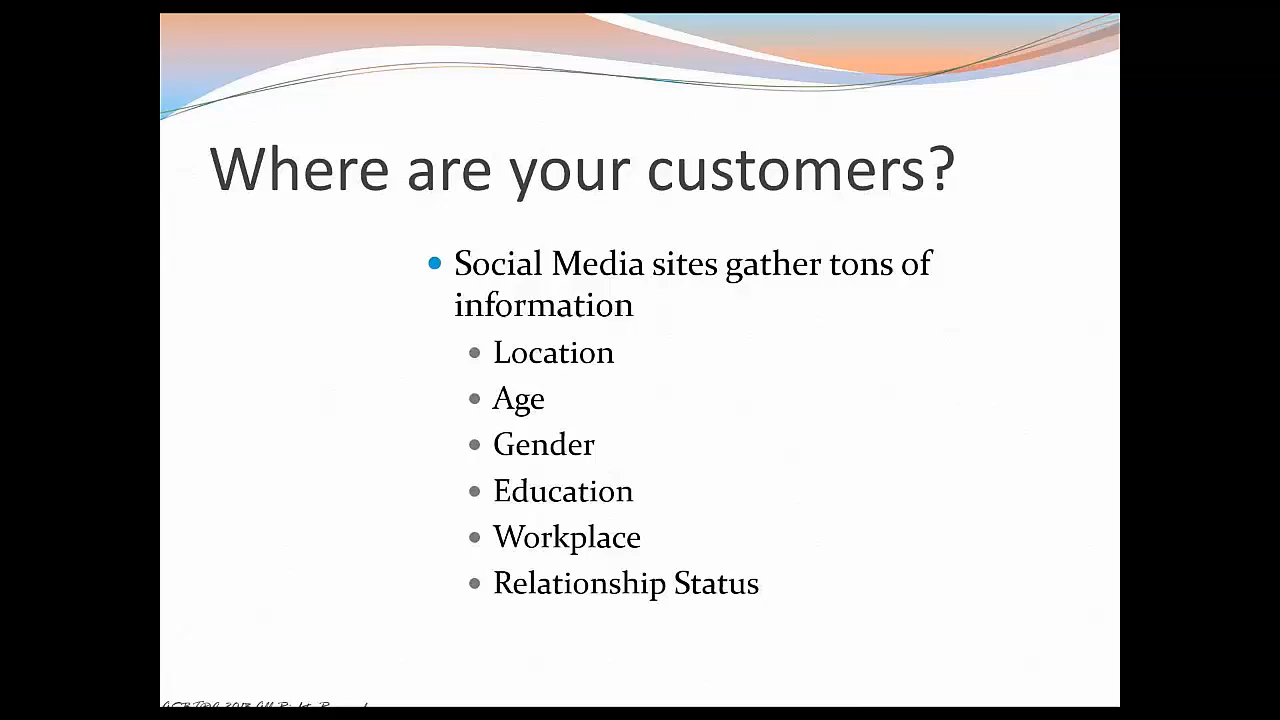 Where are your customers?
Social Media sites gather tons of
information
Location
Age
Gender
Education
Workplace
Relationship Status